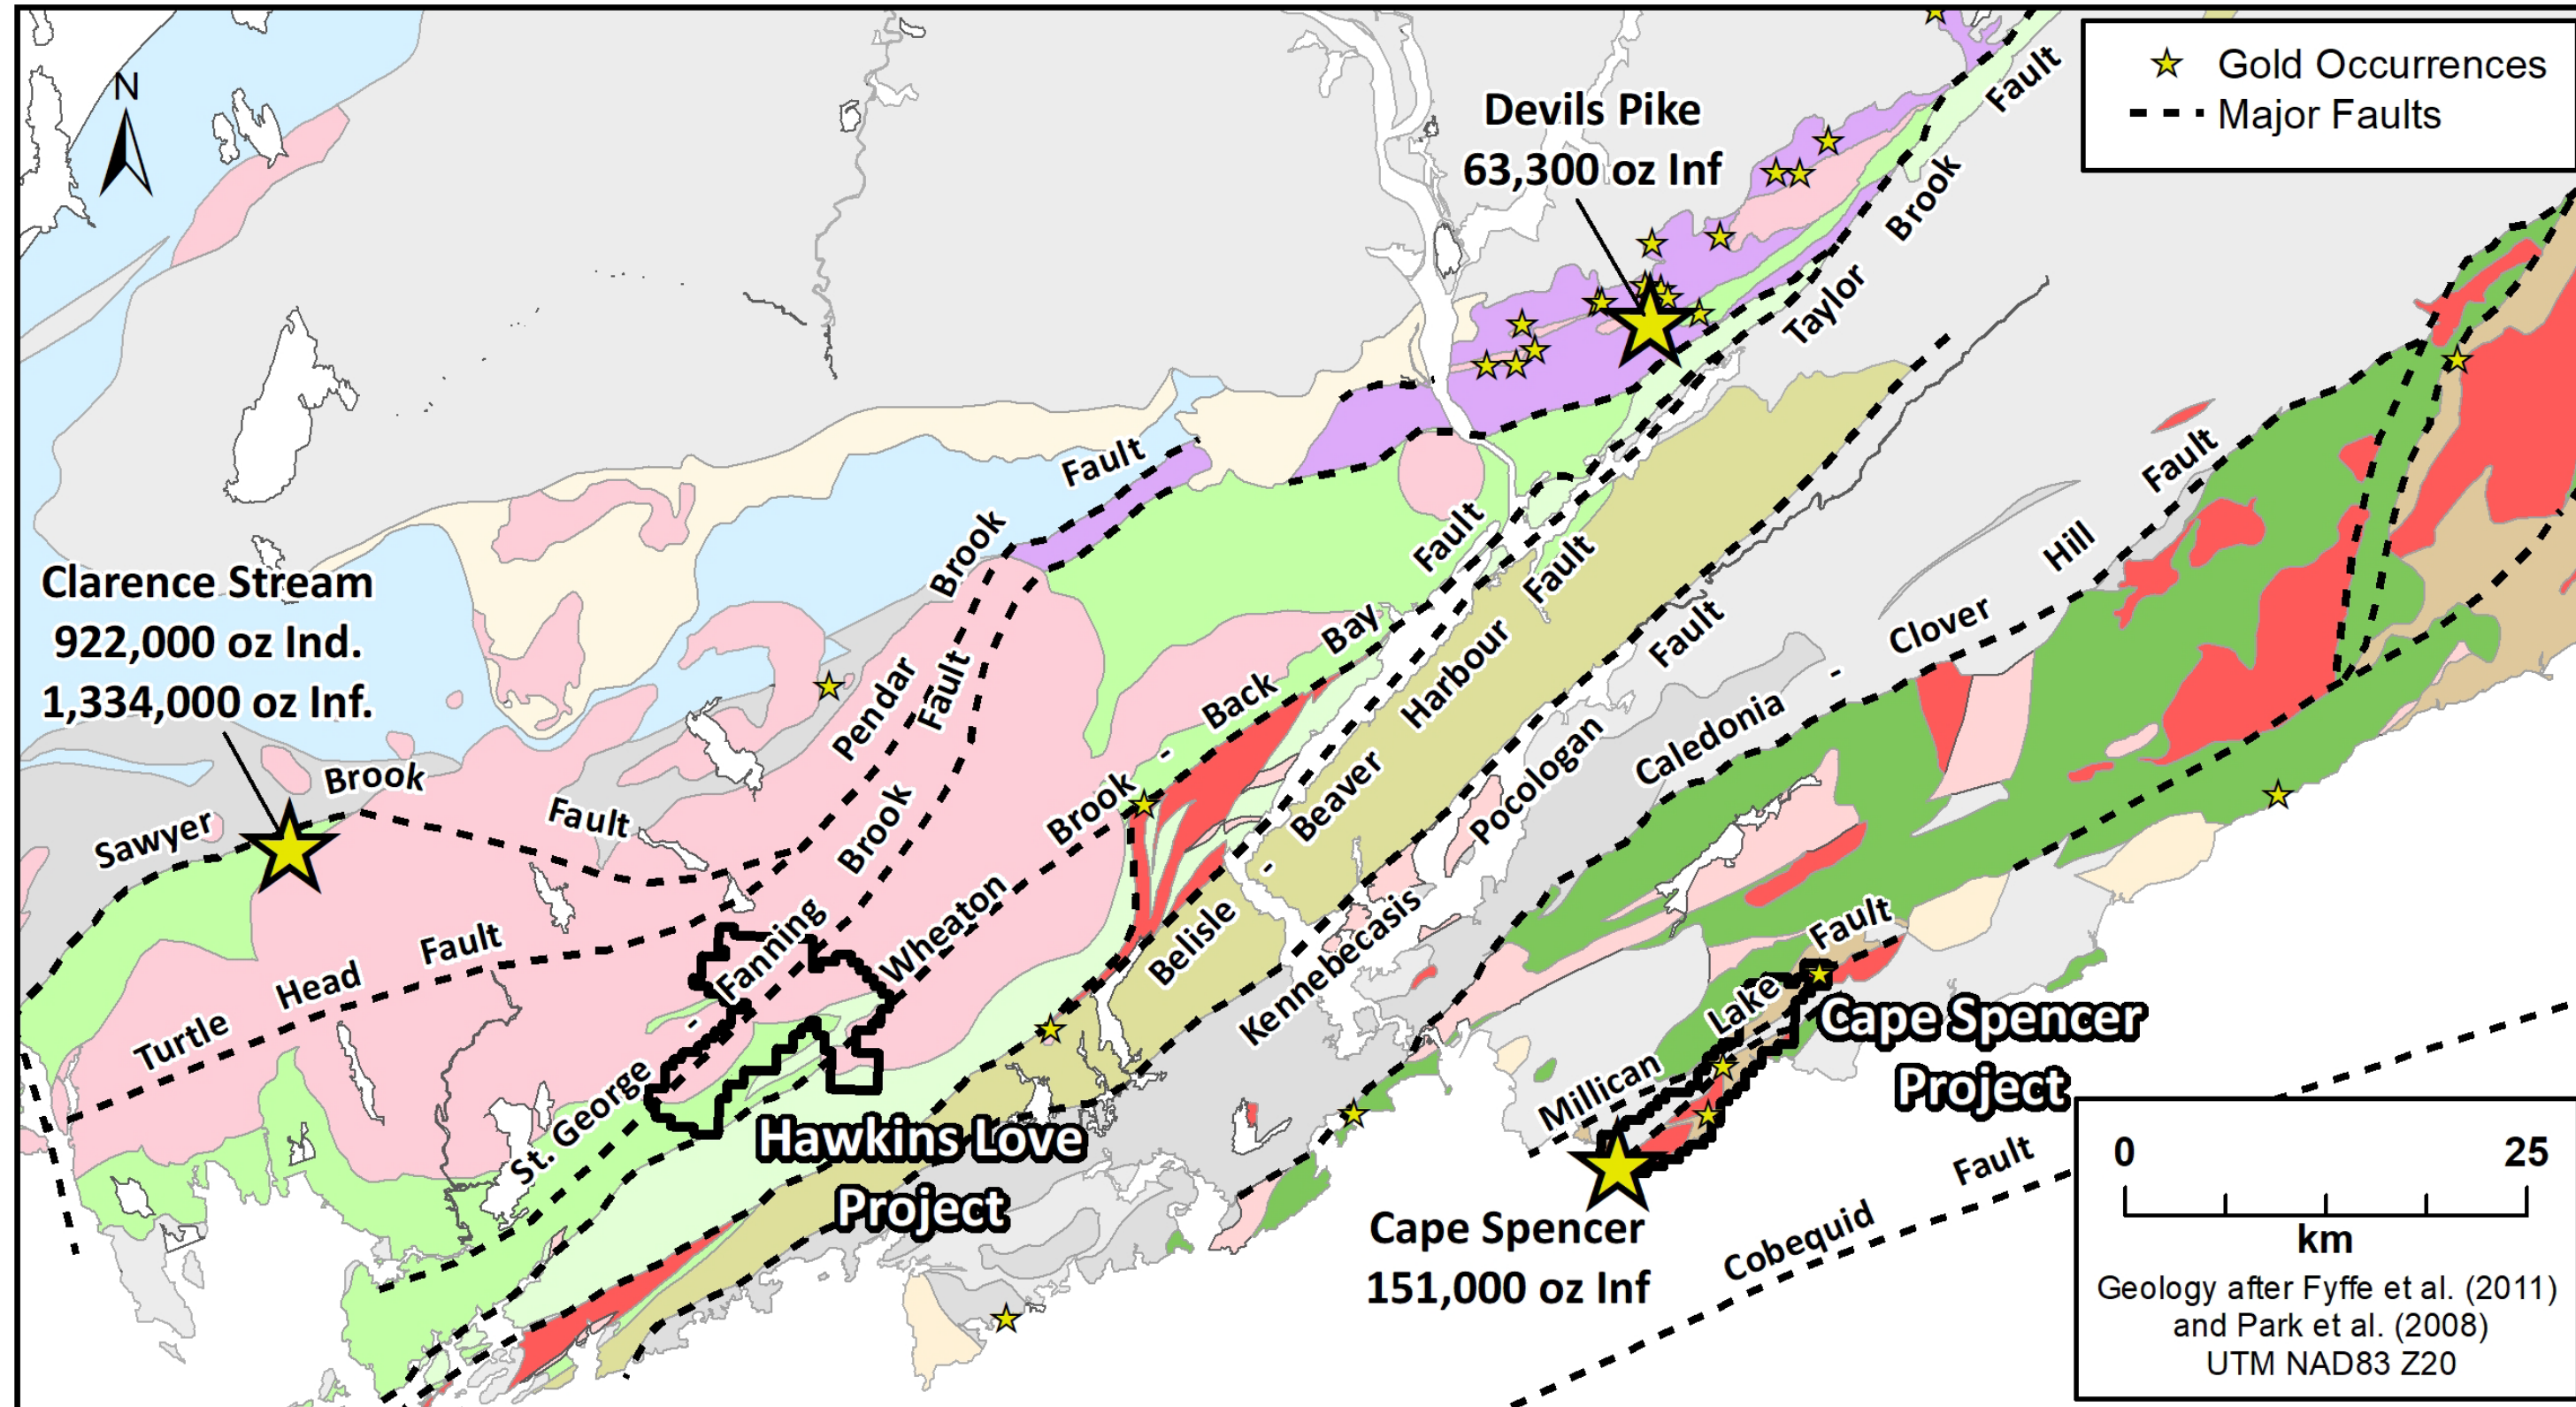 N
Gold Occurrences
Major Faults
Devils Pike
63,300 oz Inf
Clarence Stream
922,000 oz Ind.
1,334,000 oz Inf.
Sawyer Brook Fault
Turtle Head Fault
Pendar Brook Fault
St. George - Fanning Brook Fault
Wheaton Brook - Back Bay Fault
Belisle - Beaver Harbour Fault
Taylor Brook Fault
Kennebecasis Pocologan Fault
Caledonia - Clover Hill Fault
Millican Lake Fault
Cobequid Fault
Hawkins Love
Project
Cape Spencer
Project
Cape Spencer
151,000 oz Inf
0 25
km
Geology after Fyffe et al. (2011)
and Park et al. (2008)
UTM NAD83 Z20